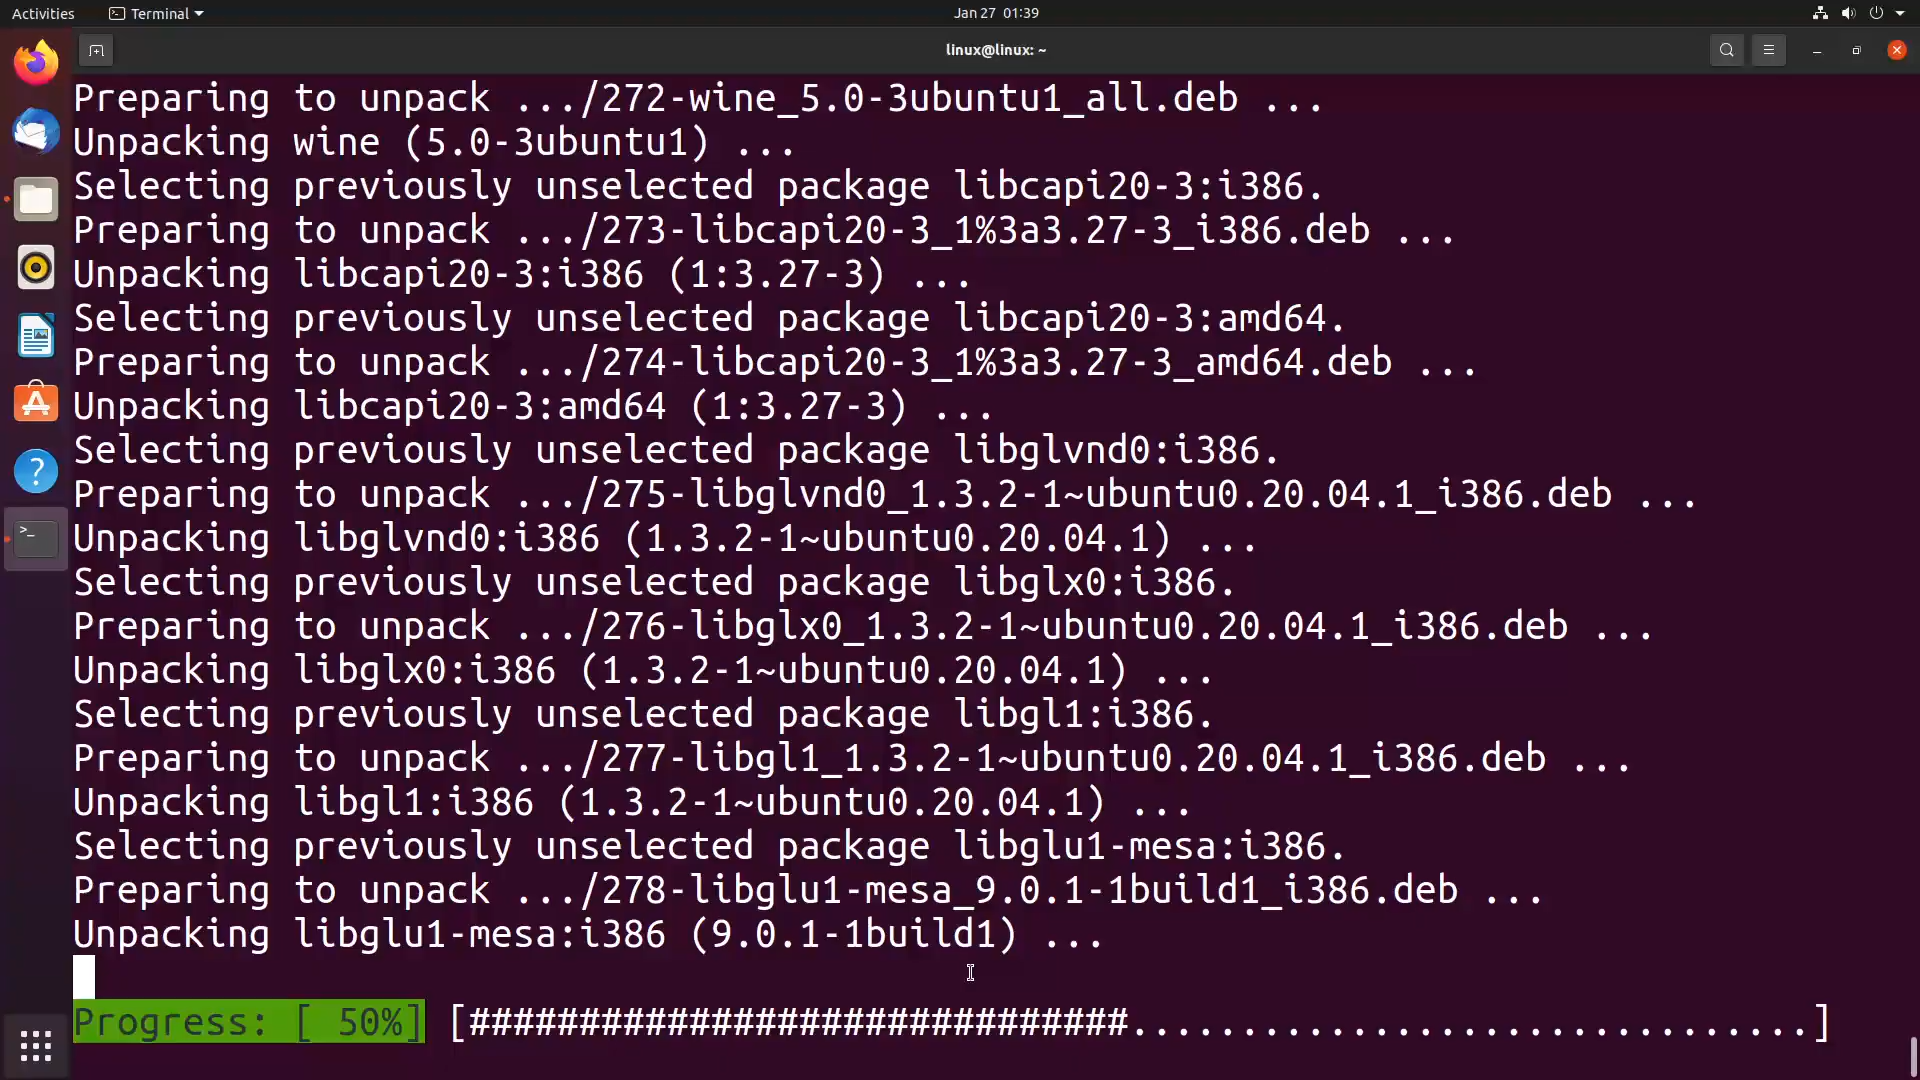 Activities Terminal Jan 27 01:39
linux@linux: ~
Preparing to unpack .../272-wine_5.0-3ubuntu1_all.deb ...
Unpacking wine (5.0-3ubuntu1) ...
Selecting previously unselected package libcapi20-3:i386.
Preparing to unpack .../273-libcapi20-3_1%3a3.27-3_i386.deb ...
Unpacking libcapi20-3:i386 (1:3.27-3) ...
Selecting previously unselected package libcapi20-3:amd64.
Preparing to unpack .../274-libcapi20-3_1%3a3.27-3_amd64.deb ...
Unpacking libcapi20-3:amd64 (1:3.27-3) ...
Selecting previously unselected package libglvnd0:i386.
Preparing to unpack .../275-libglvnd0_1.3.2-1~ubuntu0.20.04.1_i386.deb ...
Unpacking libglvnd0:i386 (1.3.2-1~ubuntu0.20.04.1) ...
Selecting previously unselected package libglx0:i386.
Preparing to unpack .../276-libglx0_1.3.2-1~ubuntu0.20.04.1_i386.deb ...
Unpacking libglx0:i386 (1.3.2-1~ubuntu0.20.04.1) ...
Selecting previously unselected package libgl1:i386.
Preparing to unpack .../277-libgl1_1.3.2-1~ubuntu0.20.04.1_i386.deb ...
Unpacking libgl1:i386 (1.3.2-1~ubuntu0.20.04.1) ...
Selecting previously unselected package libglu1-mesa:i386.
Preparing to unpack .../278-libglu1-mesa_9.0.1-1build1_i386.deb ...
Unpacking libglu1-mesa:i386 (9.0.1-1build1) ...
Progress: [ 50%] [##############################...............................]